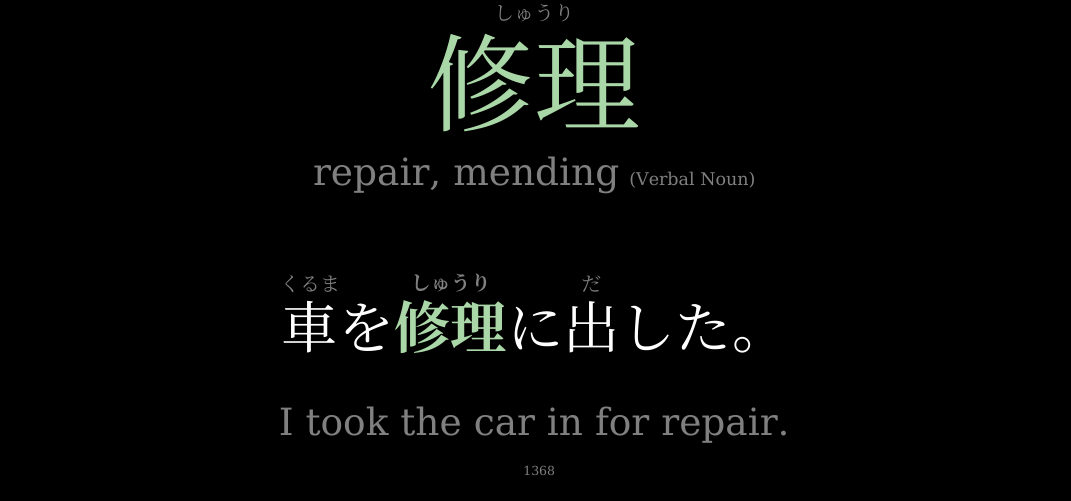 しゅうり
修理
repair, mending (Verbal Noun)
くるま しゅうり だ
車を修理に出した。
I took the car in for repair.
1368